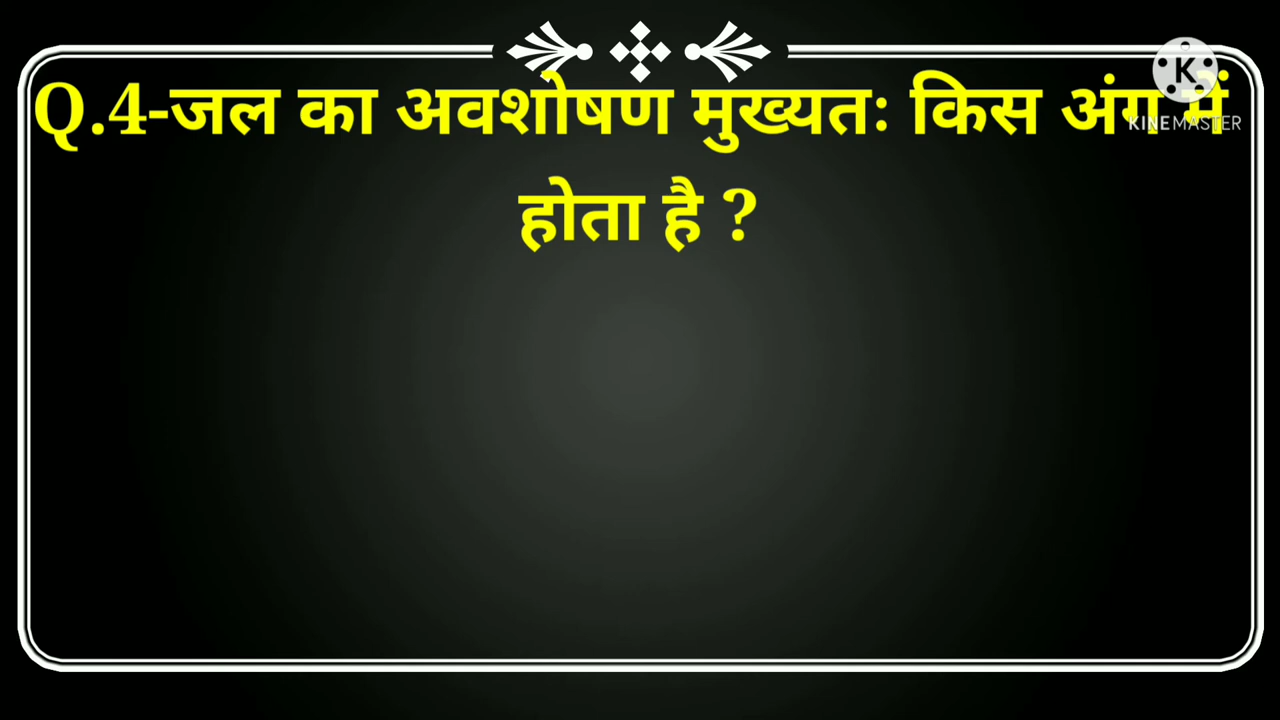 Q.4-जल का अवशोषण मुख्यतः किस अंग में
होता है ?
K
KINEMASTER